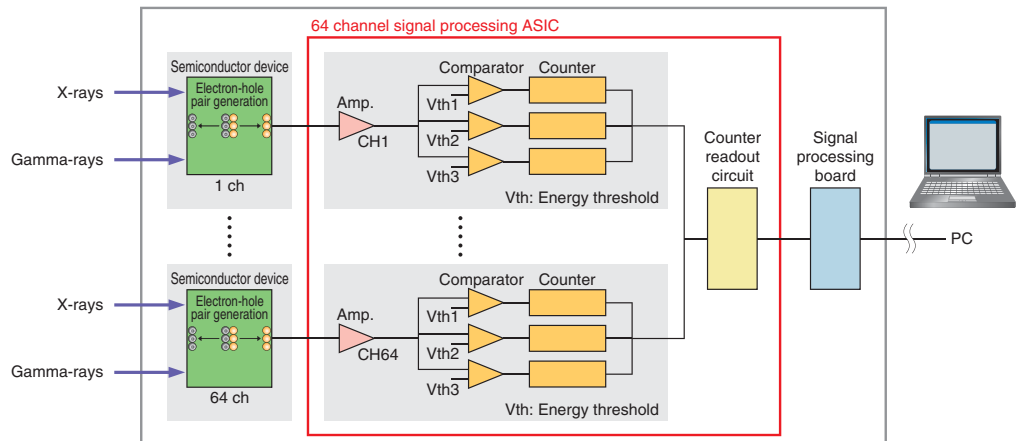 64 channel signal processing ASIC
Semiconductor device
Electron-hole
pair generation
X-rays
Gamma-rays
1 ch
Amp.
CH1
Comparator
Counter
Vth1
Vth2
Vth3
Vth: Energy threshold
Counter
readout
circuit
Signal
processing
board
PC
Semiconductor device
Electron-hole
pair generation
X-rays
Gamma-rays
64 ch
Amp.
CH64
Comparator
Counter
Vth1
Vth2
Vth3
Vth: Energy threshold